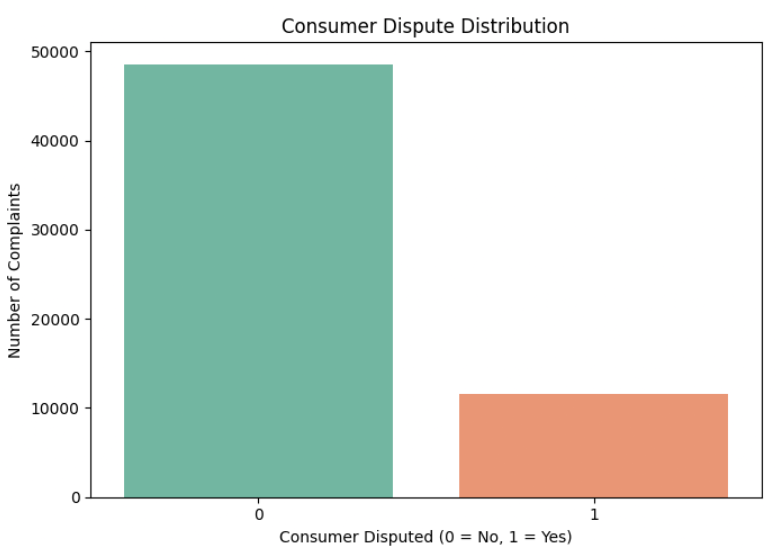 Consumer Dispute Distribution
Number of Complaints
50000
40000
30000
20000
10000
0
0
1
Consumer Disputed (0 = No, 1 = Yes)